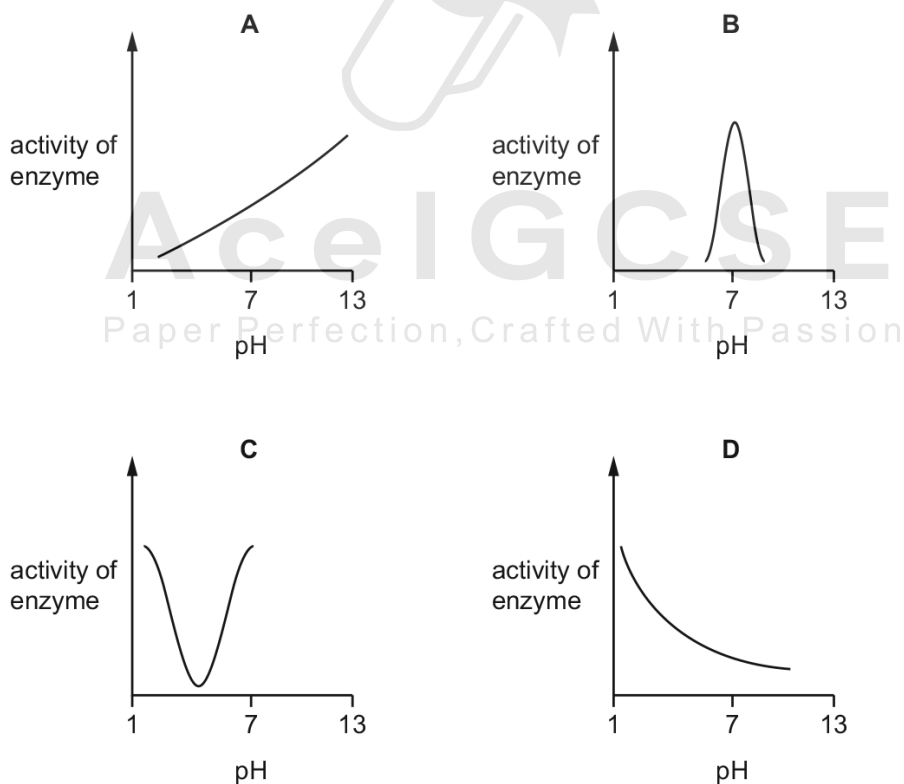 A
B
activity of
enzyme
activity of
enzyme
1
7
13
1
7
13
pH
pH
AceIGCSE
Paper Perfection, Crafted With Passion
C
D
activity of
enzyme
activity of
enzyme
1
7
13
1
7
13
pH
pH